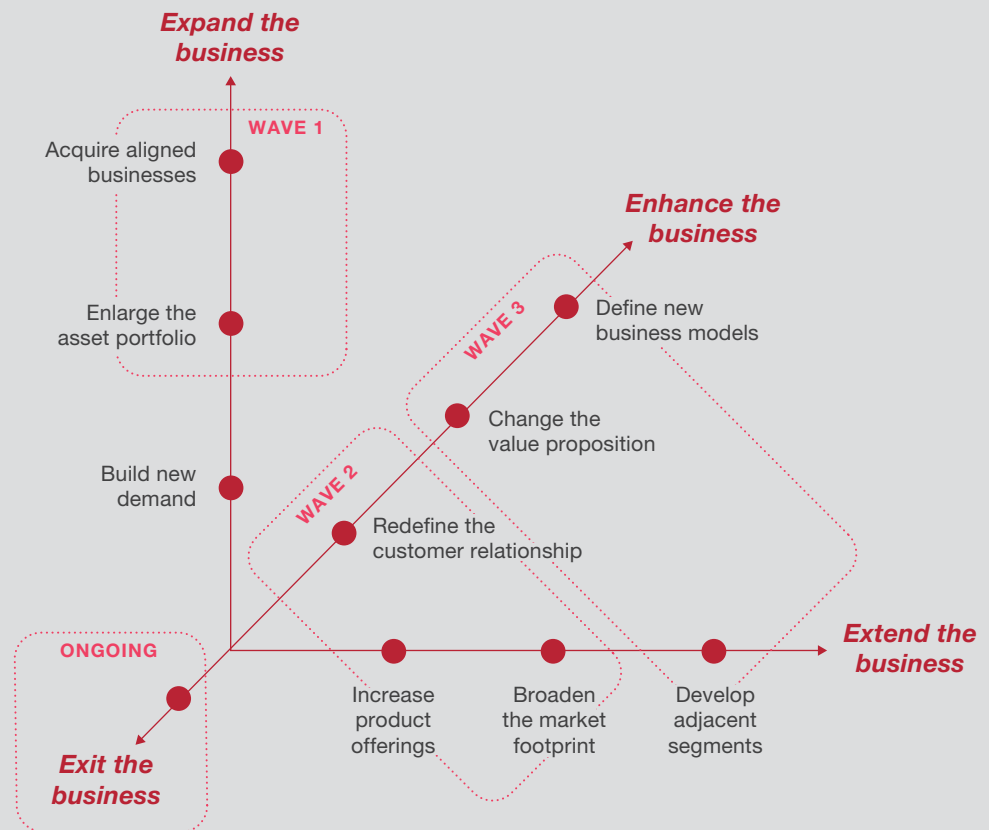 Expand the
business
WAVE 1
Acquire aligned
businesses
Enlarge the
asset portfolio
Build new
demand
Enhance the
business
WAVE 3
Define new
business models
Change the
value proposition
WAVE 2
Redefine the
customer relationship
Extend the
business
Increase
product
offerings
Broaden
the market
footprint
Develop
adjacent
segments
ONGOING
Exit the
business